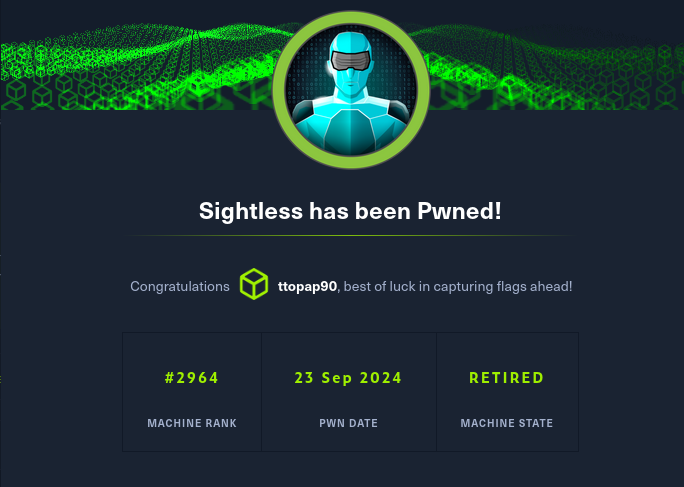 Sightless has been Pwned!
Congratulations ttopap90, best of luck in capturing flags ahead!
#2964 23 Sep 2024 RETIRED
MACHINE RANK PWN DATE MACHINE STATE